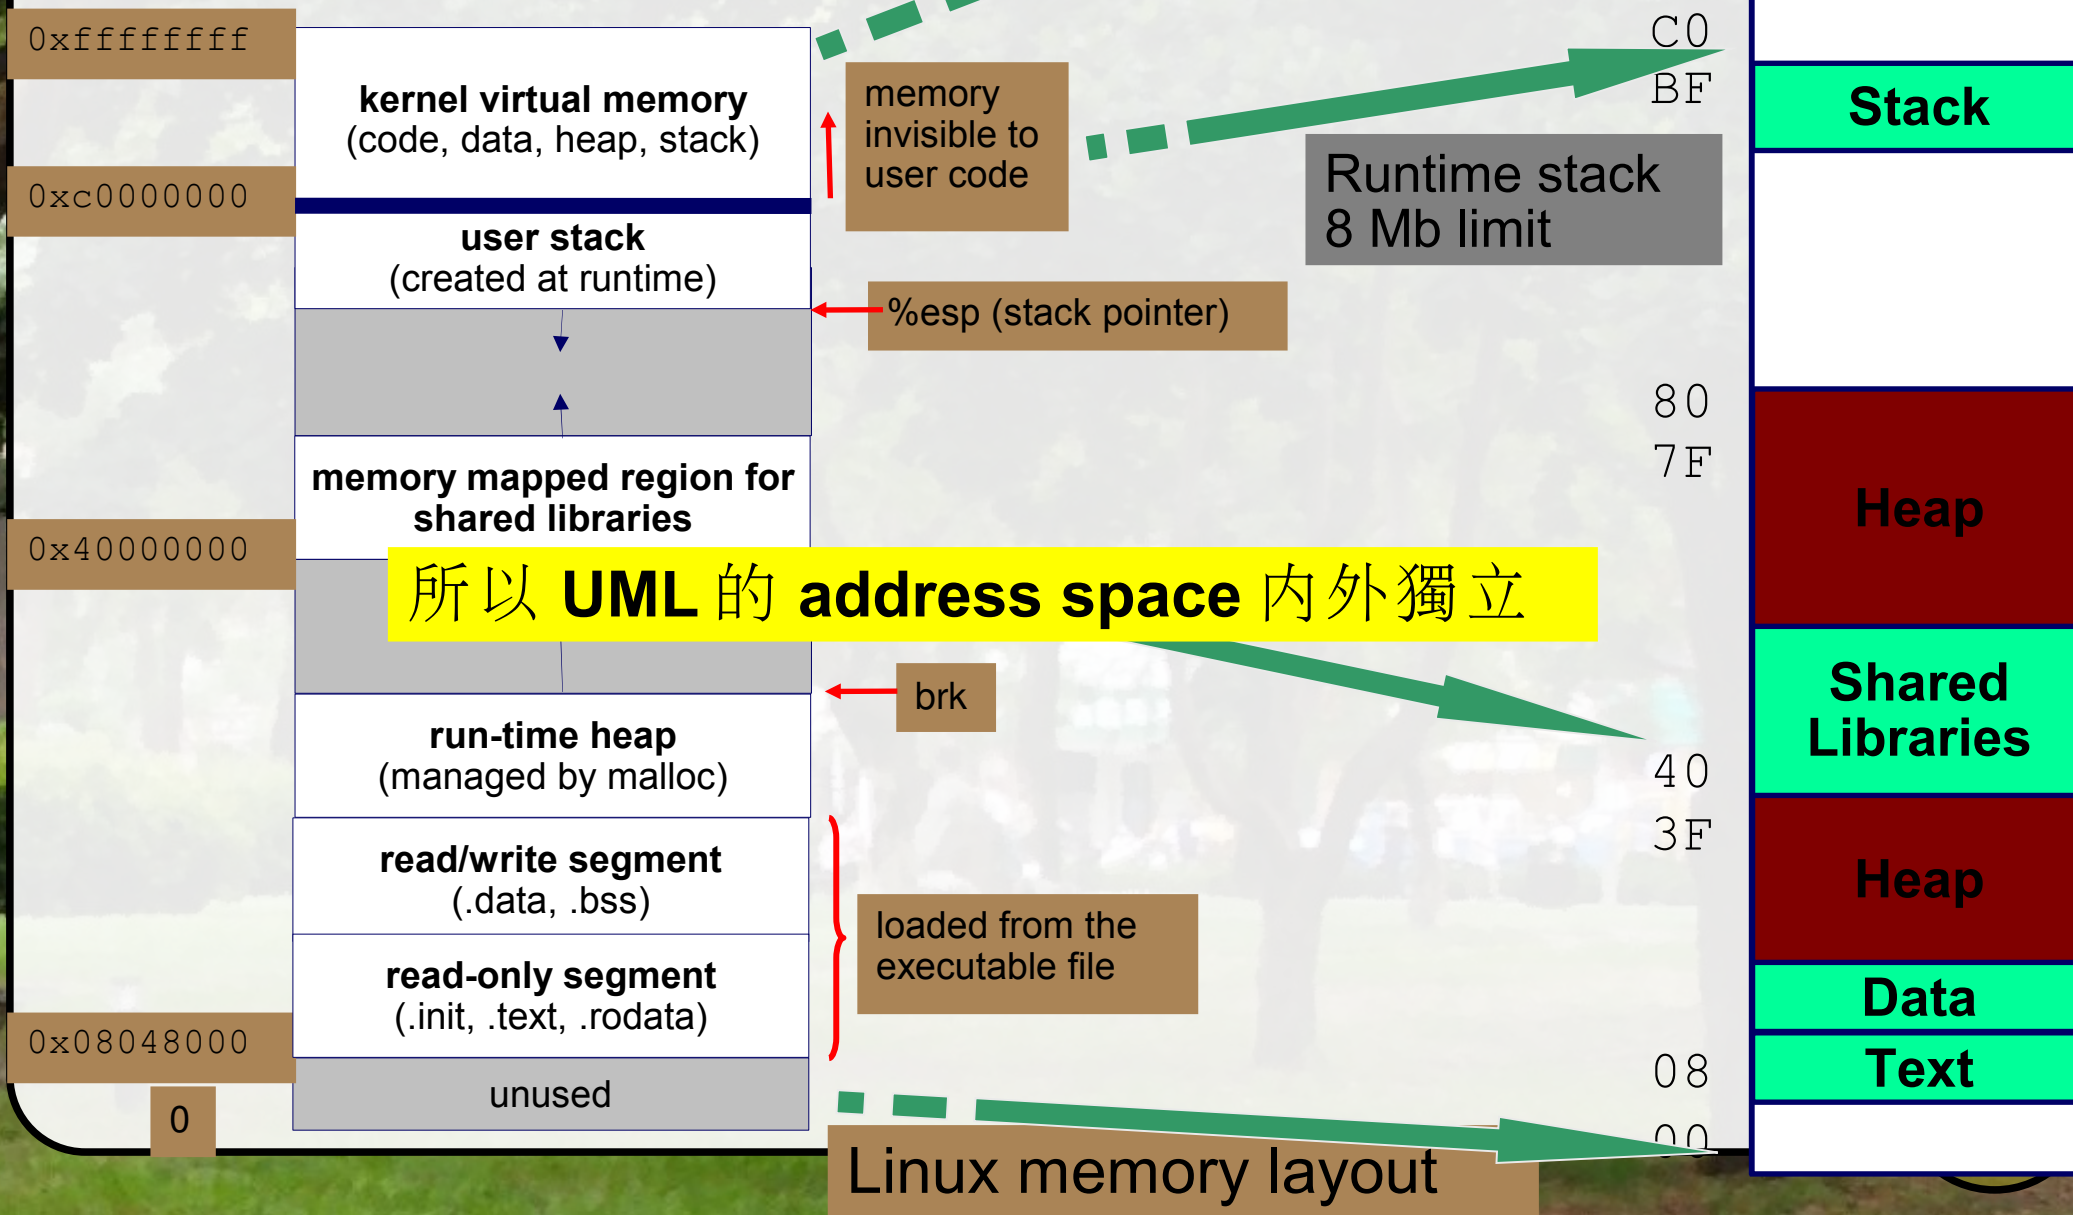 0xffffffff
kernel virtual memory
(code, data, heap, stack)
memory
invisible to
user code
0xc0000000
user stack
(created at runtime)
%esp (stack pointer)
memory mapped region for
shared libraries
0x40000000
所以 UML 的 address space 內外獨立
brk
run-time heap
(managed by malloc)
read/write segment
(.data, .bss)
loaded from the
executable file
read-only segment
(.init, .text, .rodata)
0x08048000
unused
0
Linux memory layout
Runtime stack
8 Mb limit
C0
BF
80
7F
40
3F
08
00
Stack
Heap
Shared
Libraries
Heap
Data
Text